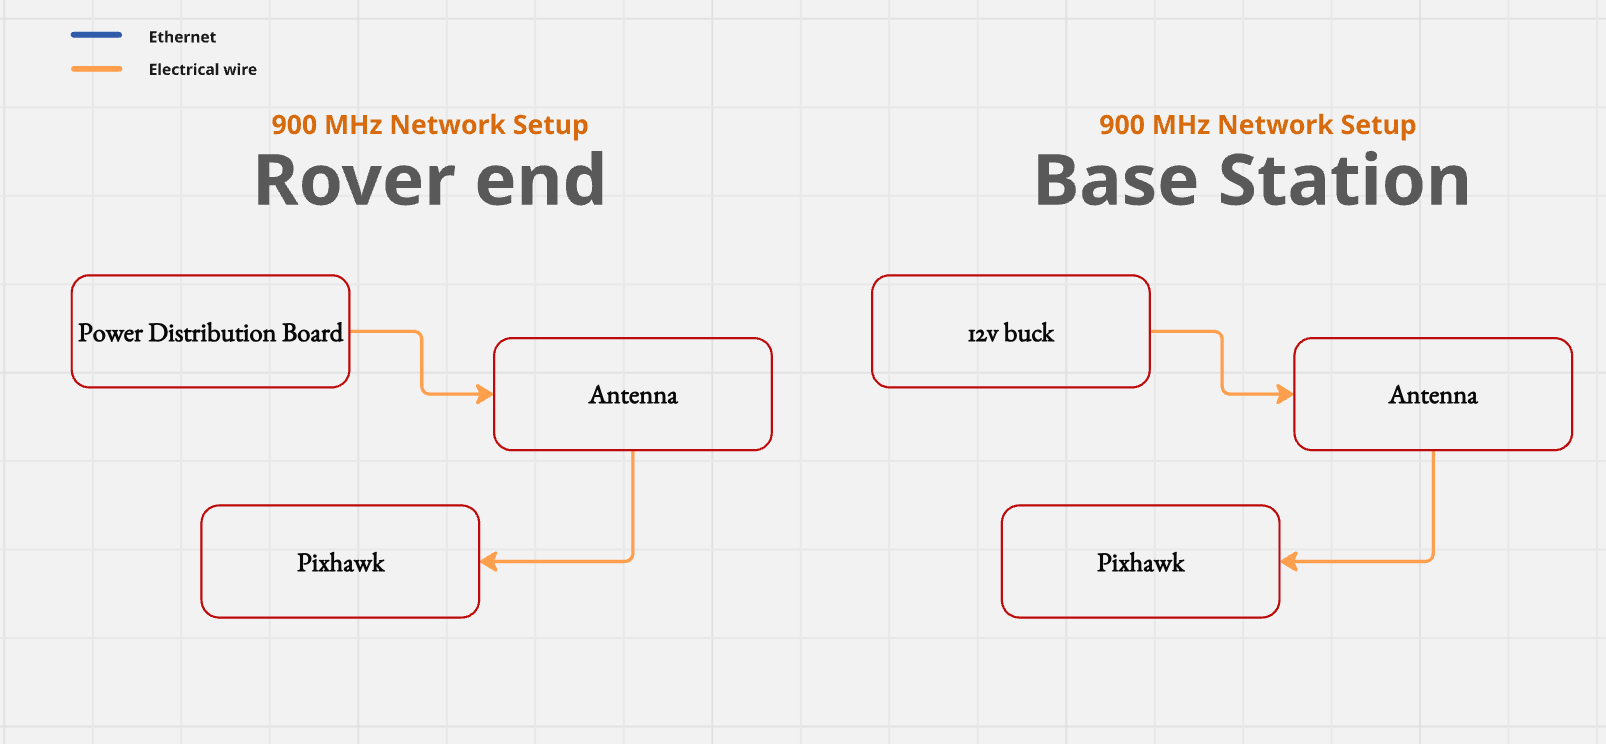 Ethernet
Electrical wire
900 MHz Network Setup
Rover end
Power Distribution Board
Antenna
Pixhawk
900 MHz Network Setup
Base Station
12v buck
Antenna
Pixhawk